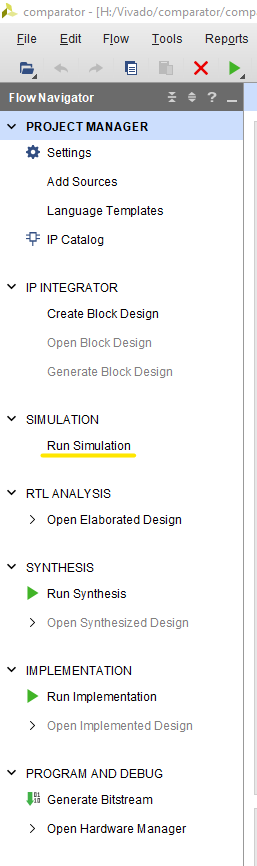 comparator - [H:/Vivado/comparator/comp
File Edit Flow Tools Reports
Flow Navigator ?
PROJECT MANAGER
Settings
Add Sources
Language Templates
IP Catalog
IP INTEGRATOR
Create Block Design
Open Block Design
Generate Block Design
SIMULATION
Run Simulation
RTL ANALYSIS
Open Elaborated Design
SYNTHESIS
Run Synthesis
Open Synthesized Design
IMPLEMENTATION
Run Implementation
Open Implemented Design
PROGRAM AND DEBUG
Generate Bitstream
Open Hardware Manager